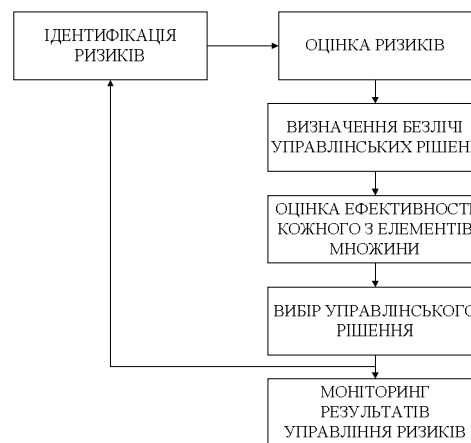 ІДЕНТИФІКАЦІЯ
РИЗИКІВ
ОЦІНКА РИЗИКІВ
ВИЗНАЧЕННЯ БЕЗЛІЧІ
УПРАВЛІНСЬКИХ РІШЕН
ОЦІНКА ЕФЕКТИВНОСТ
КОЖНОГО З ЕЛЕМЕНТІВ
МНОЖИНИ
ВИБІР УПРАВЛІНСЬКОГО
РІШЕННЯ
МОНІТОРИНГ
РЕЗУЛЬТАТІВ
УПРАВЛІННЯ РИЗИКІВ